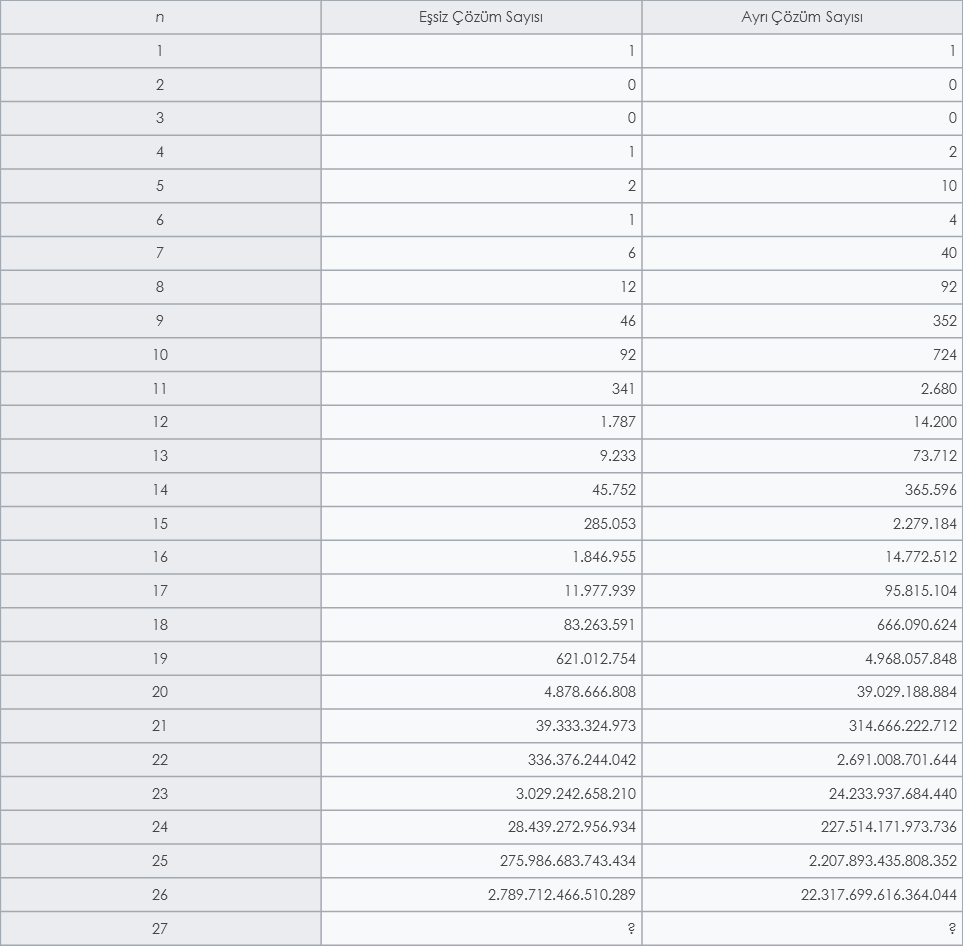 n Eşsiz Çözüm Sayısı Ayrı Çözüm Sayısı
1 1 1
2 0 0
3 0 0
4 1 2
5 2 10
6 1 4
7 6 40
8 12 92
9 46 352
10 92 724
11 341 2.680
12 1.787 14.200
13 9.233 73.712
14 45.752 365.596
15 285.053 2.279.184
16 1.846.955 14.772.512
17 11.977.939 95.815.104
18 83.263.591 666.090.624
19 621.012.754 4.968.057.848
20 4.878.666.808 39.029.188.884
21 39.333.324.973 314.666.222.712
22 336.376.244.042 2.691.008.701.644
23 3.029.242.658.210 24.233.937.684.440
24 28.439.272.956.934 227.514.171.973.736
25 275.986.683.743.434 2.207.893.435.808.352
26 2.789.712.466.510.289 22.317.699.616.364.044
27 ? ?